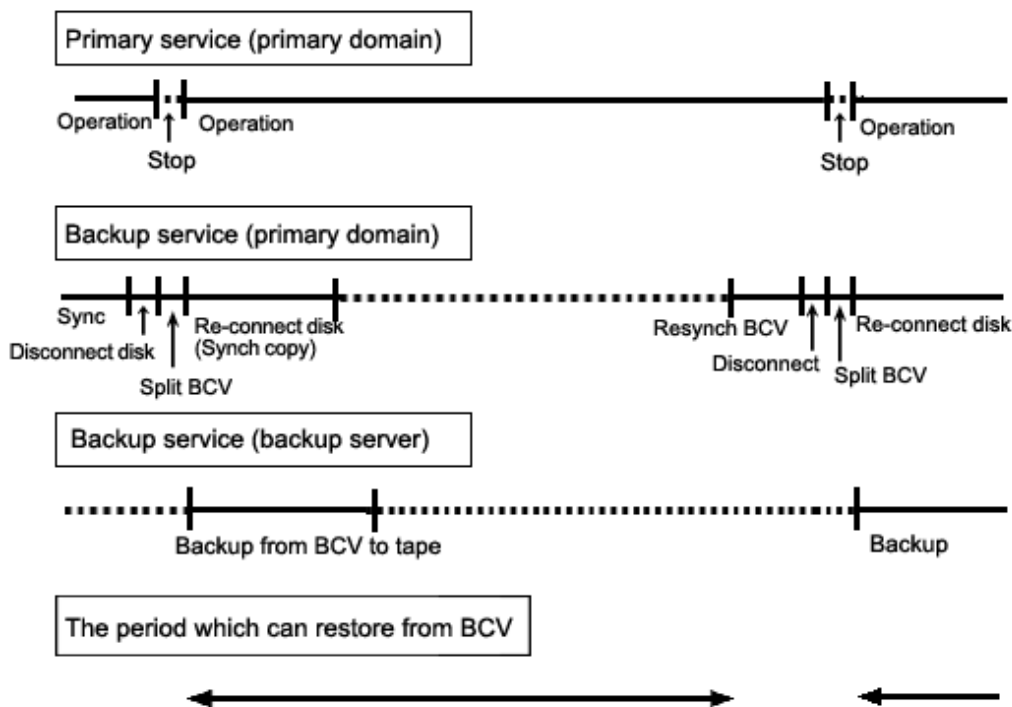 Primary service (primary domain)
Operation
Operation
Operation
Stop
Stop
Backup service (primary domain)
Sync
Re-connect disk
(Synch copy)
Resynch BCV
Re-connect disk
Disconnect disk
Disconnect
Split BCV
Split BCV
Backup service (backup server)
Backup from BCV to tape
Backup
The period which can restore from BCV